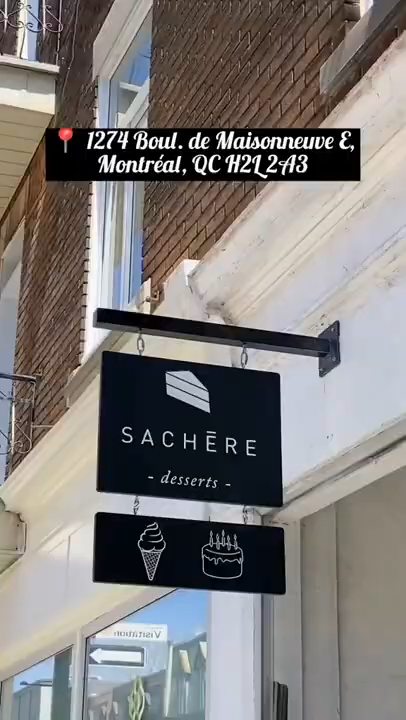 📍 1274 Boul. de Maisonneuve E,
Montréal, QC H2L 2A3
SACHĒRE
- desserts -
Visitation